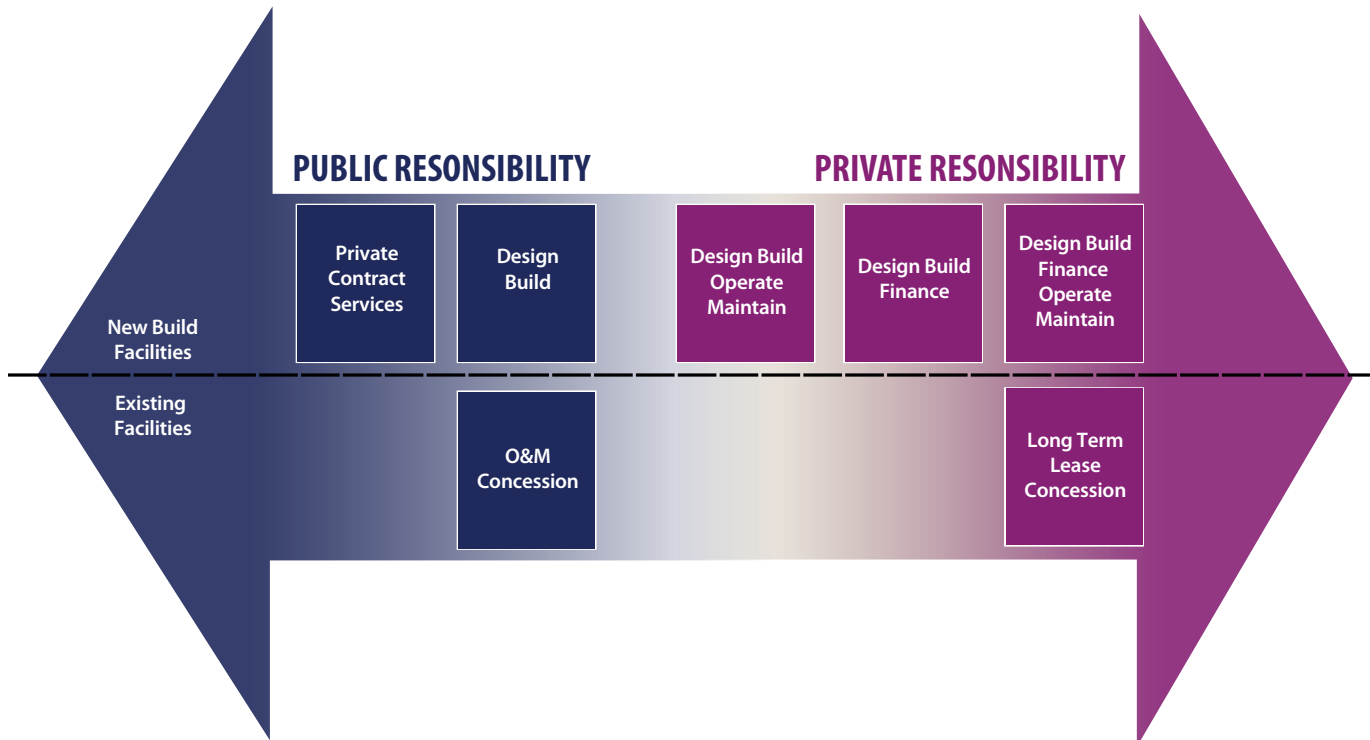 PUBLIC RESONSIBILITY
PRIVATE RESONSIBILITY
New Build
Facilities
Private
Contract
Services
Design
Build
Design Build
Operate
Maintain
Design Build
Finance
Design Build
Finance
Operate
Maintain
Existing
Facilities
O&M
Concession
Long Term
Lease
Concession